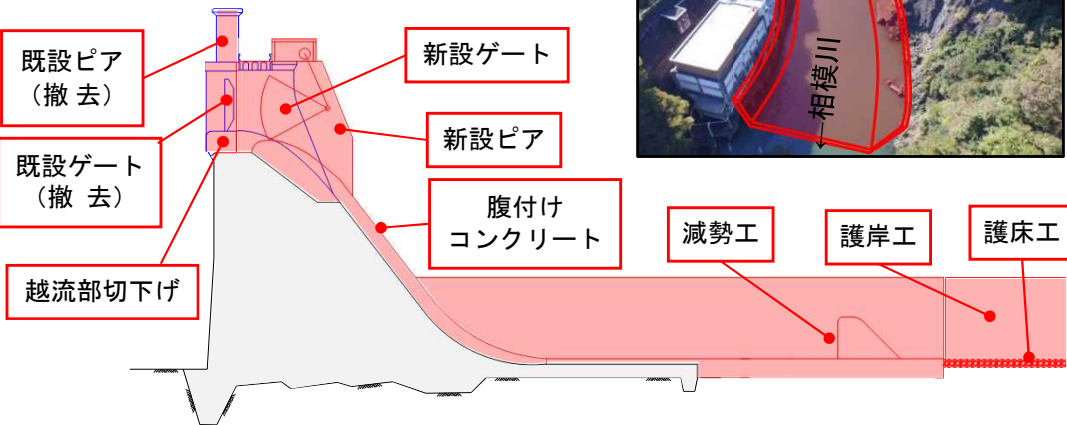 既設ピア
（撤 去）
新設ゲート
←相模川
新設ピア
既設ゲート
（撤 去）
腹付け
コンクリート
減勢工
護岸工
護床工
越流部切下げ